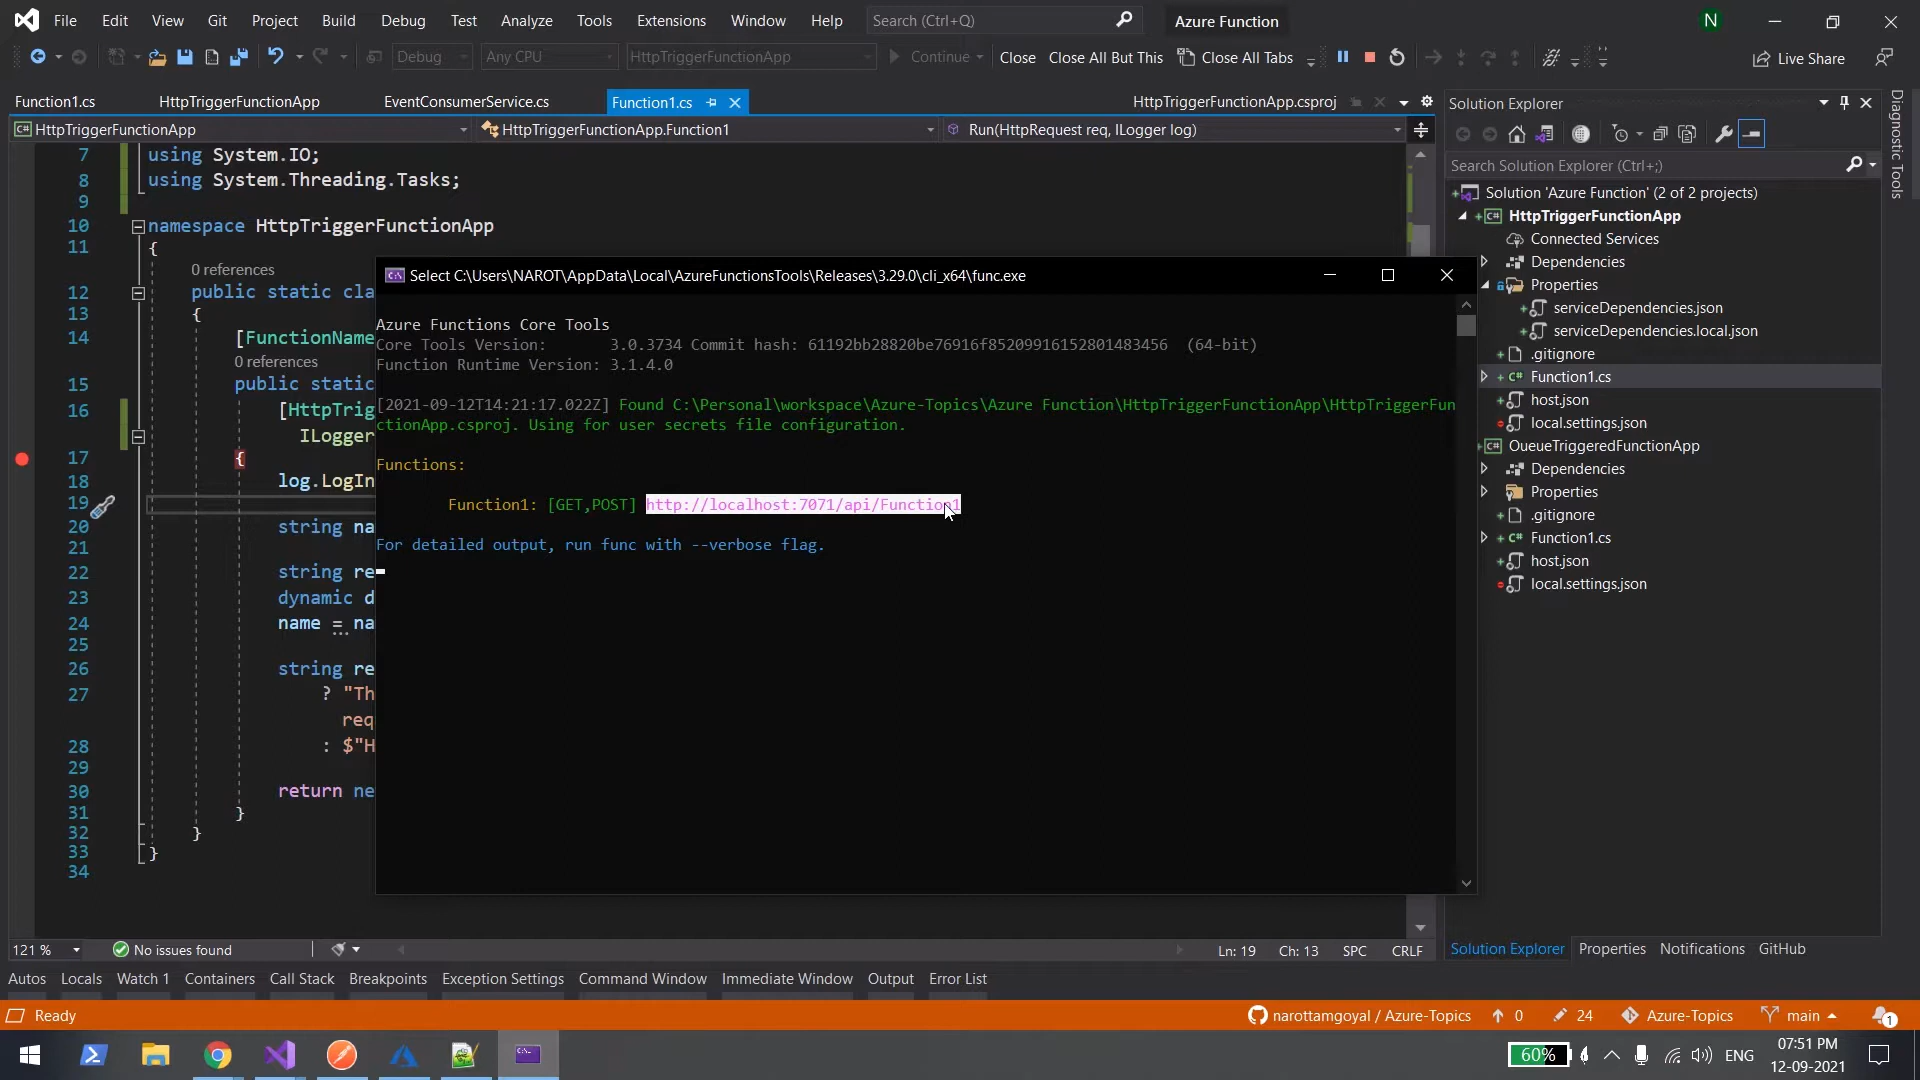 File Edit View Git Project Build Debug Test Analyze Tools Extensions Window Help Search (Ctrl+Q) Azure Function N
Debug Any CPU HttpTriggerFunctionApp Continue Close Close All But This Close All Tabs Live Share
Function1.cs HttpTriggerFunctionApp EventConsumerService.cs Function1.cs HttpTriggerFunctionApp.csproj
HttpTriggerFunctionApp HttpTriggerFunctionApp.Function1 Run(HttpRequest req, ILogger log)
7 using System.IO;
8 using System.Threading.Tasks;
9
10 namespace HttpTriggerFunctionApp
11 {
0 references
12 public static cla
13 {
14 [FunctionName
0 references
15 public static
16 [HttpTrig
ILogger
17 {
18 log.LogIn
19
20 string na
21
22 string re
23 dynamic d
24 name = na
25
26 string re
27 ? "Th
req
28 : $"H
29
30 return ne
31 }
32 }
33 }
34
Select C:\Users\NAROT\AppData\Local\AzureFunctionsTools\Releases\3.29.0\cli_x64\func.exe
Azure Functions Core Tools
Core Tools Version: 3.0.3734 Commit hash: 61192bb28820be76916f85209916152801483456 (64-bit)
Function Runtime Version: 3.1.4.0
[2021-09-12T14:21:17.022Z] Found C:\Personal\workspace\Azure-Topics\Azure Function\HttpTriggerFunctionApp\HttpTriggerFun
ctionApp.csproj. Using for user secrets file configuration.
Functions:
Function1: [GET,POST] http://localhost:7071/api/Function1
For detailed output, run func with --verbose flag.
Solution Explorer
Search Solution Explorer (Ctrl+;)
Solution 'Azure Function' (2 of 2 projects)
HttpTriggerFunctionApp
Connected Services
Dependencies
Properties
serviceDependencies.json
serviceDependencies.local.json
.gitignore
Function1.cs
host.json
local.settings.json
QueueTriggeredFunctionApp
Dependencies
Properties
.gitignore
Function1.cs
host.json
local.settings.json
Diagnostic Tools
121 % No issues found Ln: 19 Ch: 13 SPC CRLF
Solution Explorer Properties Notifications GitHub
Autos Locals Watch 1 Containers Call Stack Breakpoints Exception Settings Command Window Immediate Window Output Error List
Ready narottamgoyal / Azure-Topics 0 24 Azure-Topics main 1
60% ENG 07:51 PM
12-09-2021